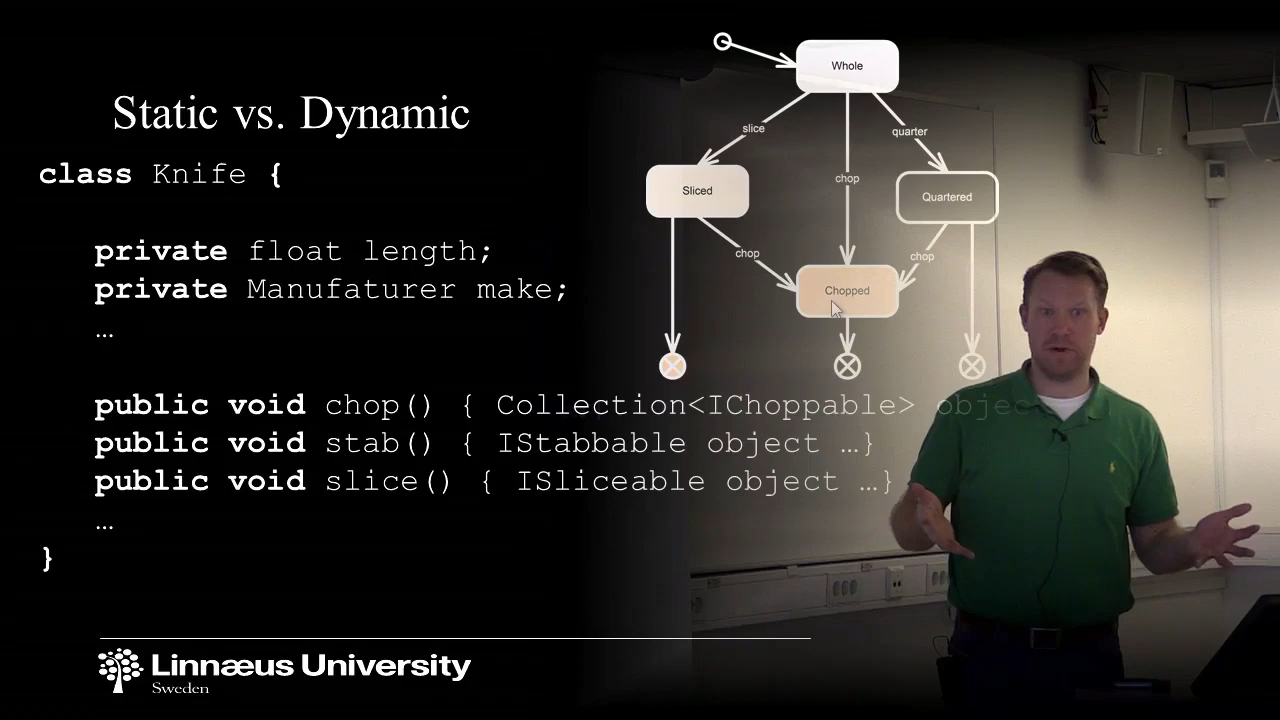 Static vs. Dynamic
class Knife {
private float length;
private Manufaturer make;
…
public void chop() { Collection<IChoppable> objec
public void stab() { IStabbable object …}
public void slice() { ISliceable object …}
…
}
Whole
slice
chop
quarter
Sliced
Quartered
chop
chop
Chopped
Linnæus University
Sweden